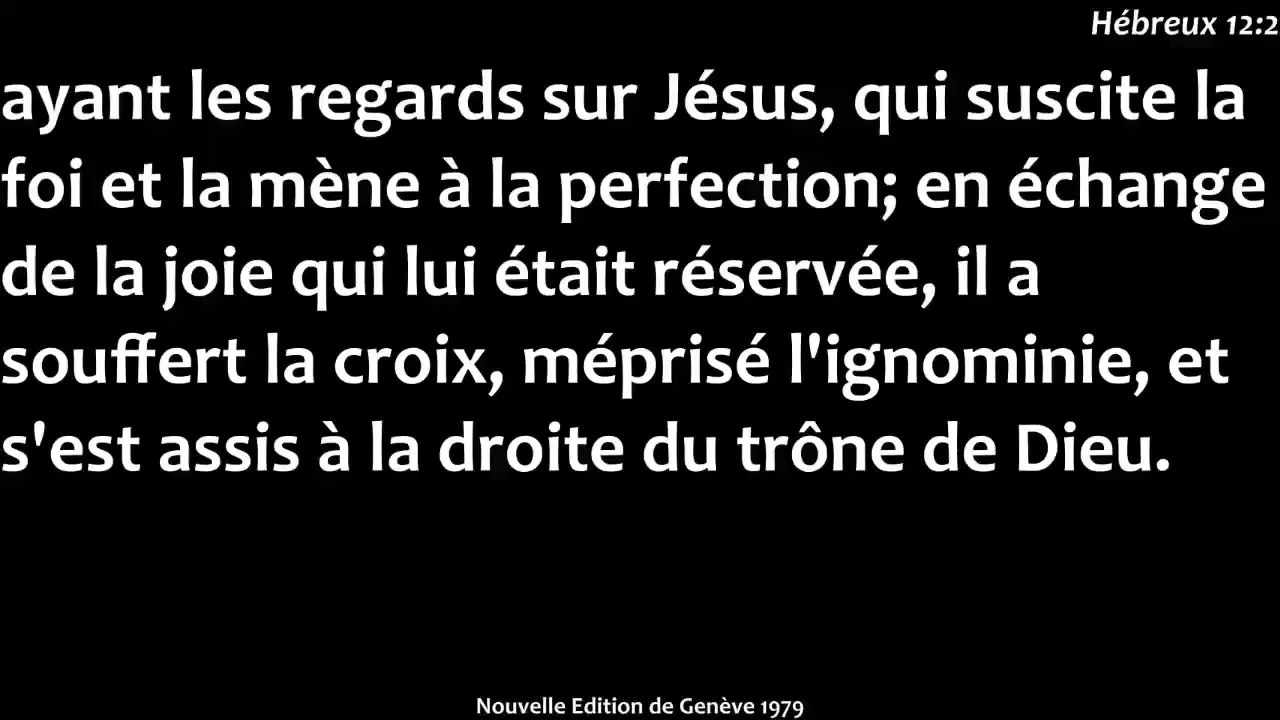 Hébreux 12:2
ayant les regards sur Jésus, qui suscite la
foi et la mène à la perfection; en échange
de la joie qui lui était réservée, il a
souffert la croix, méprisé l'ignominie, et
s'est assis à la droite du trône de Dieu.
Nouvelle Edition de Genève 1979